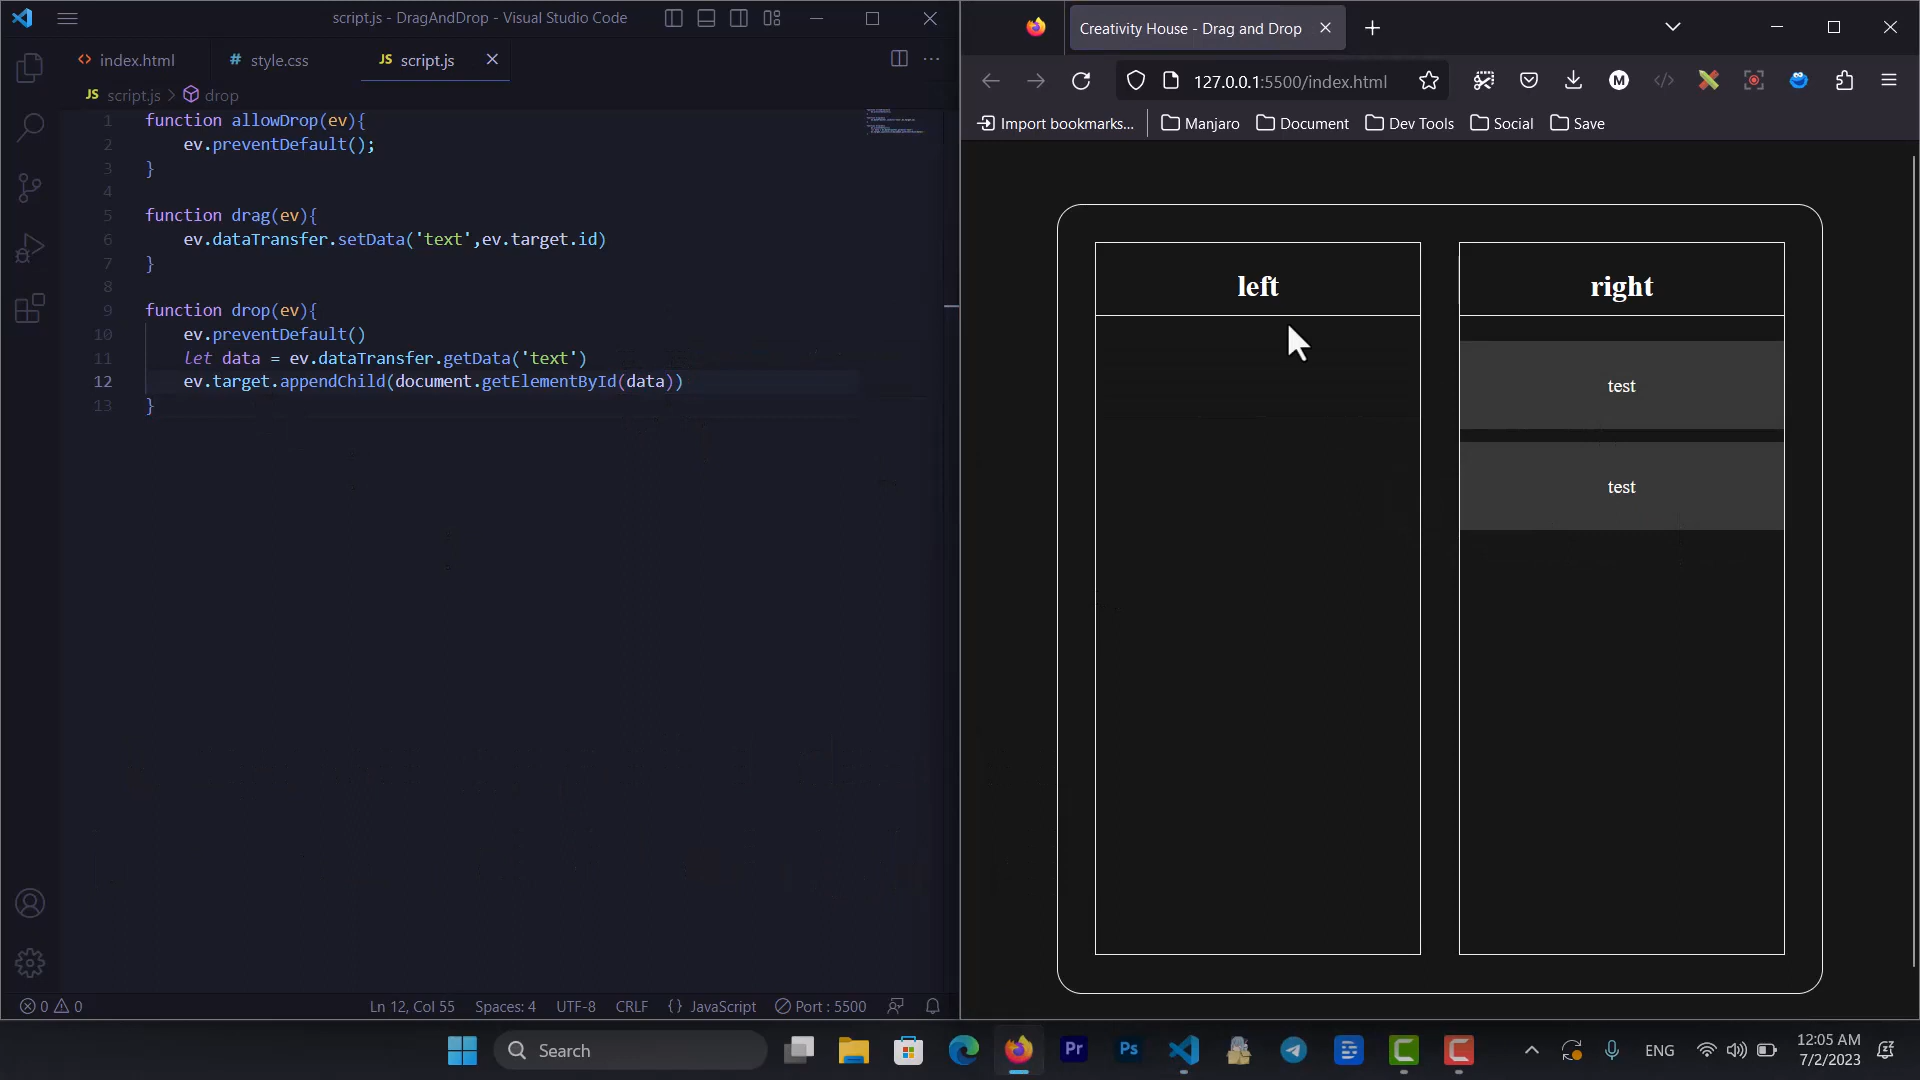 script.js - DragAndDrop - Visual Studio Code
index.html
# style.css
JS script.js
JS script.js > drop
1 function allowDrop(ev){
2 ev.preventDefault();
3 }
4
5 function drag(ev){
6 ev.dataTransfer.setData('text',ev.target.id)
7 }
8
9 function drop(ev){
10 ev.preventDefault()
11 let data = ev.dataTransfer.getData('text')
12 ev.target.appendChild(document.getElementById(data))
13 }
0 0
Ln 12, Col 55
Spaces: 4
UTF-8
CRLF
{ } JavaScript
Port : 5500
Creativity House - Drag and Drop
127.0.0.1:5500/index.html
M
Import bookmarks...
Manjaro
Document
Dev Tools
Social
Save
left
right
test
test
Search
Pr
Ps
ENG
12:05 AM
7/2/2023